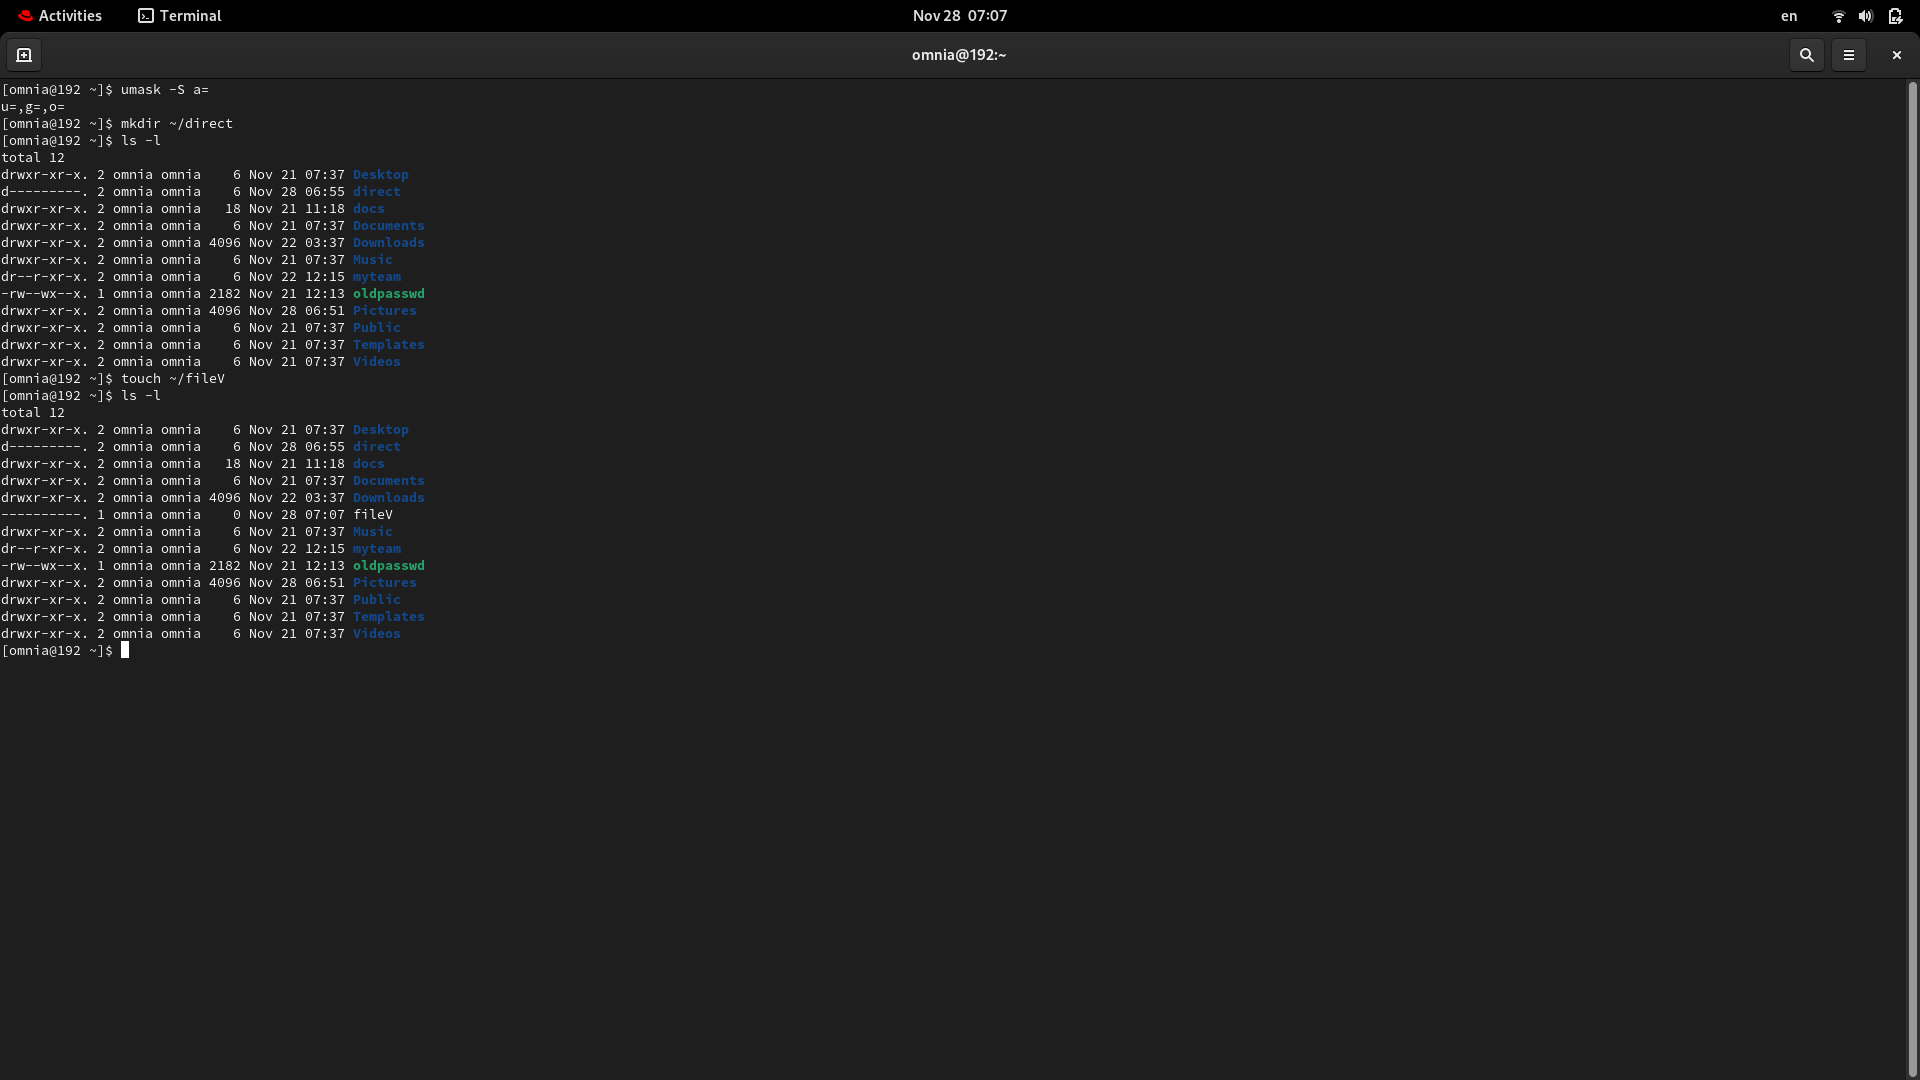 Activities Terminal Nov 28 07:07 en
omnia@192:~
[omnia@192 ~]$ umask -S a=
u=,g=,o=
[omnia@192 ~]$ mkdir ~/direct
[omnia@192 ~]$ ls -l
total 12
drwxr-xr-x. 2 omnia omnia    6 Nov 21 07:37 Desktop
d---------. 2 omnia omnia    6 Nov 28 06:55 direct
drwxr-xr-x. 2 omnia omnia   18 Nov 21 11:18 docs
drwxr-xr-x. 2 omnia omnia    6 Nov 21 07:37 Documents
drwxr-xr-x. 2 omnia omnia 4096 Nov 22 03:37 Downloads
drwxr-xr-x. 2 omnia omnia    6 Nov 21 07:37 Music
dr--r-xr-x. 2 omnia omnia    6 Nov 22 12:15 myteam
-rw--wx--x. 1 omnia omnia 2182 Nov 21 12:13 oldpasswd
drwxr-xr-x. 2 omnia omnia 4096 Nov 28 06:51 Pictures
drwxr-xr-x. 2 omnia omnia    6 Nov 21 07:37 Public
drwxr-xr-x. 2 omnia omnia    6 Nov 21 07:37 Templates
drwxr-xr-x. 2 omnia omnia    6 Nov 21 07:37 Videos
[omnia@192 ~]$ touch ~/fileV
[omnia@192 ~]$ ls -l
total 12
drwxr-xr-x. 2 omnia omnia    6 Nov 21 07:37 Desktop
d---------. 2 omnia omnia    6 Nov 28 06:55 direct
drwxr-xr-x. 2 omnia omnia   18 Nov 21 11:18 docs
drwxr-xr-x. 2 omnia omnia    6 Nov 21 07:37 Documents
drwxr-xr-x. 2 omnia omnia 4096 Nov 22 03:37 Downloads
----------. 1 omnia omnia    0 Nov 28 07:07 fileV
drwxr-xr-x. 2 omnia omnia    6 Nov 21 07:37 Music
dr--r-xr-x. 2 omnia omnia    6 Nov 22 12:15 myteam
-rw--wx--x. 1 omnia omnia 2182 Nov 21 12:13 oldpasswd
drwxr-xr-x. 2 omnia omnia 4096 Nov 28 06:51 Pictures
drwxr-xr-x. 2 omnia omnia    6 Nov 21 07:37 Public
drwxr-xr-x. 2 omnia omnia    6 Nov 21 07:37 Templates
drwxr-xr-x. 2 omnia omnia    6 Nov 21 07:37 Videos
[omnia@192 ~]$